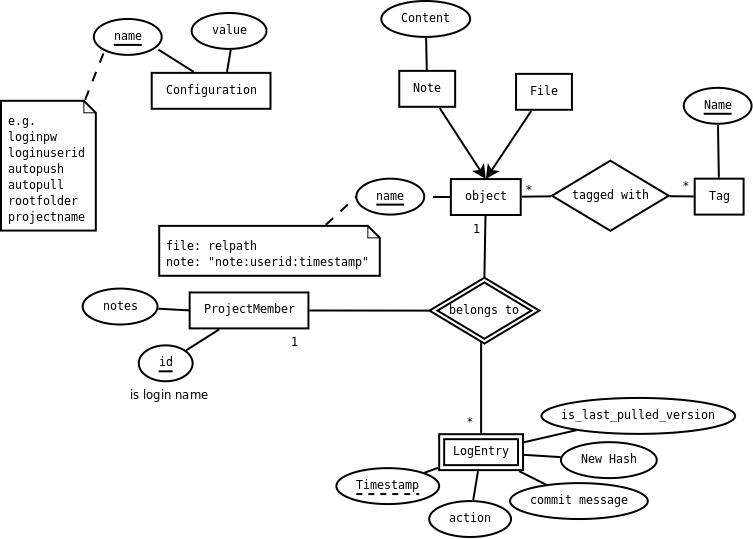 Content
name
value
Configuration
Note
File
Name
e.g.
loginpw
loginuserid
autopush
autopull
rootfolder
projectname
name
object
*
tagged with
*
Tag
1
file: relpath
note: "note:userid:timestamp"
notes
ProjectMember
belongs to
1
id
is login name
is_last_pulled_version
*
LogEntry
New Hash
Timestamp
commit message
action